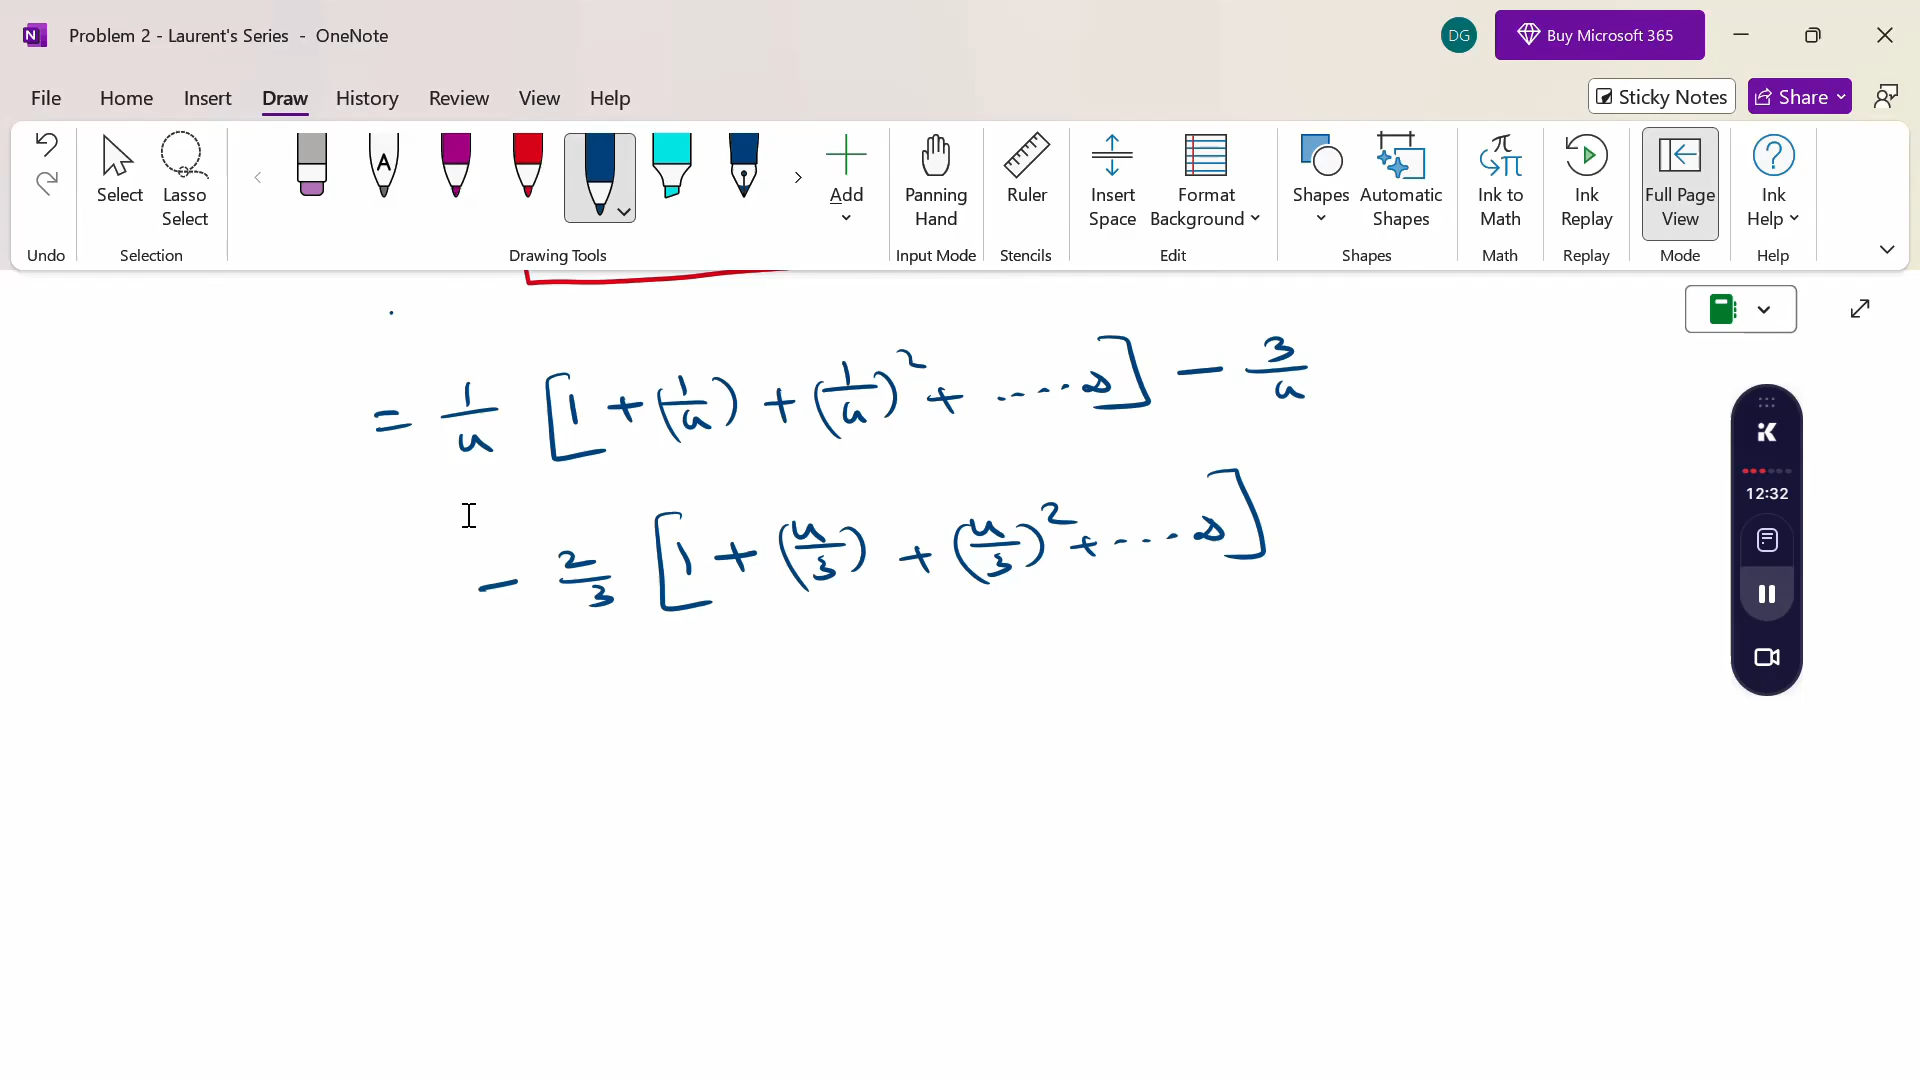 Problem 2 - Laurent's Series - OneNote
DG
Buy Microsoft 365
File Home Insert Draw History Review View Help
Sticky Notes
Share
A
Select
Lasso Select
Add
Panning Hand
Ruler
Insert Space
Format Background
Shapes
Automatic Shapes
Ink to Math
Ink Replay
Full Page View
Ink Help
Undo Selection Drawing Tools Input Mode Stencils Edit Shapes Math Replay Mode Help
= 1/u [1 + (1/u) + (1/u)² + ....∞] - 3/u
- 2/3 [1 + (u/3) + (u/3)² + ....∞]
12:32